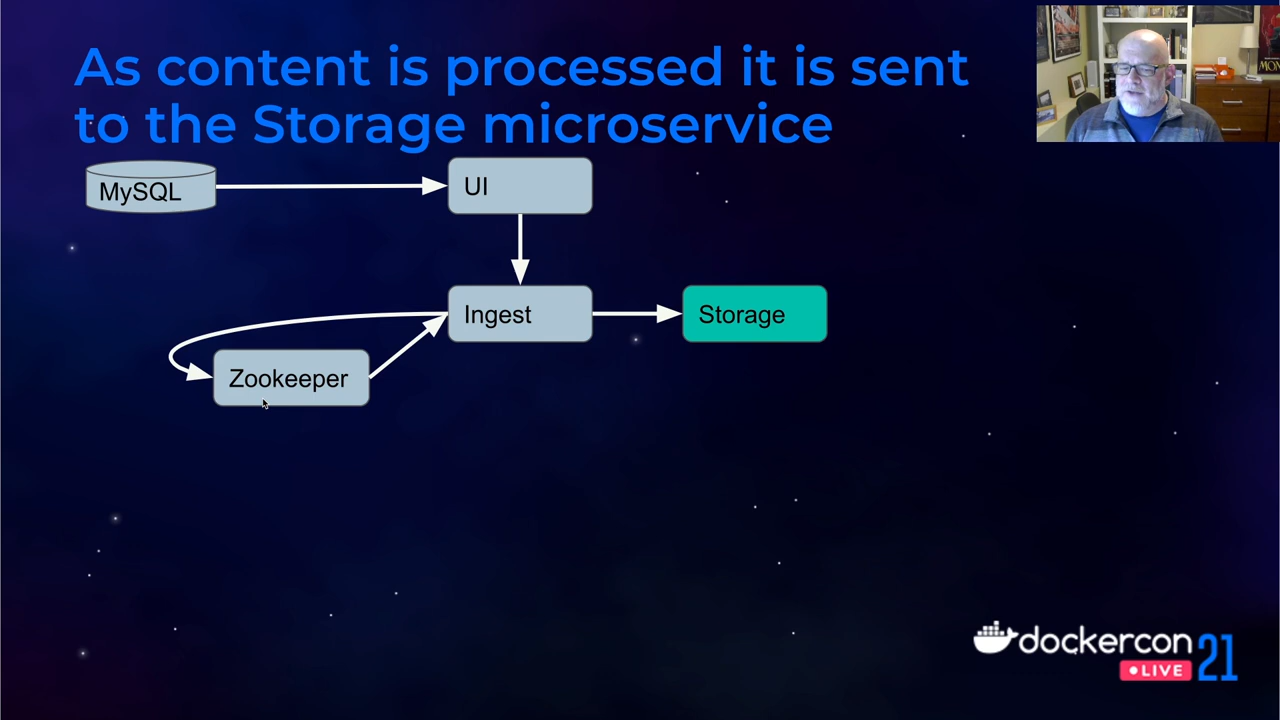 As content is processed it is sent
to the Storage microservice
MySQL
UI
Ingest
Storage
Zookeeper
dockercon
LIVE
21
MON